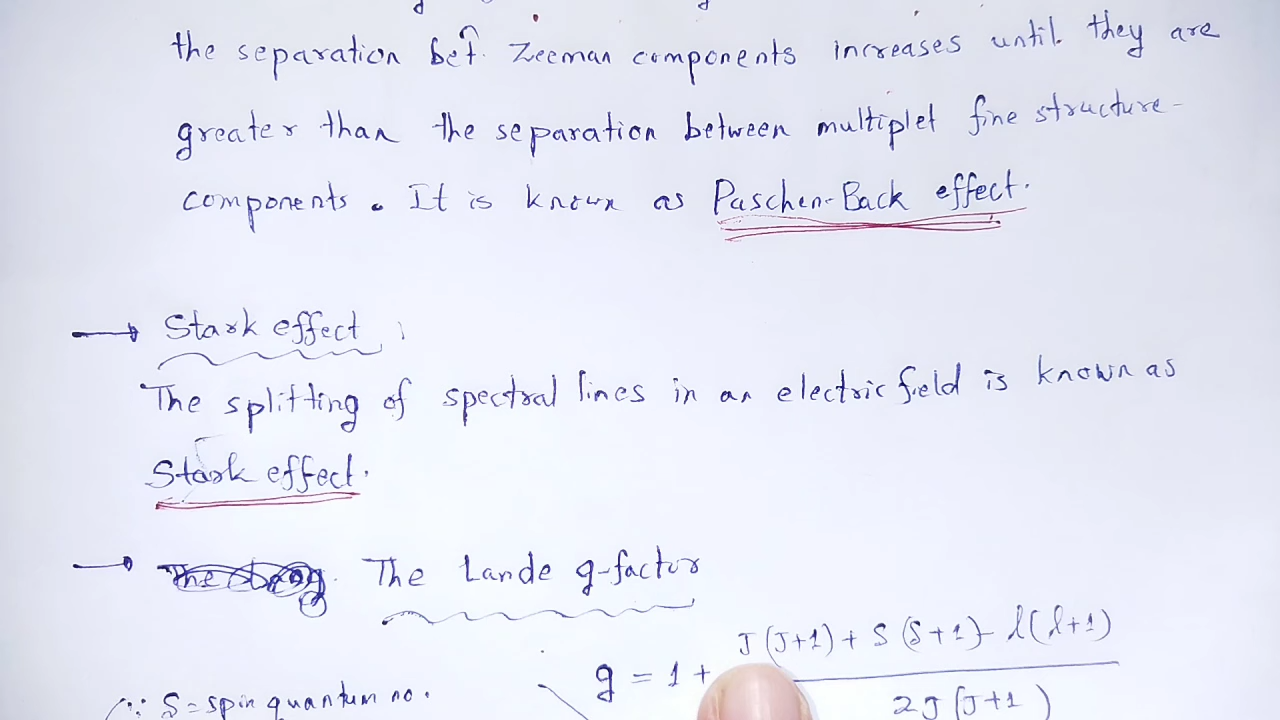 the separation bet^n. Zeeman components increases until they are
greater than the separation between multiplet fine structure-
components. It is known as Paschen-Back effect.
→ Stark effect :
The splitting of spectral lines in an electric field is known as
Stark effect.
→ The Lande g-factor
g = 1 + J(J+1) + S(S+1) - l(l+1)
2J(J+1)
∵ S = spin quantum no.